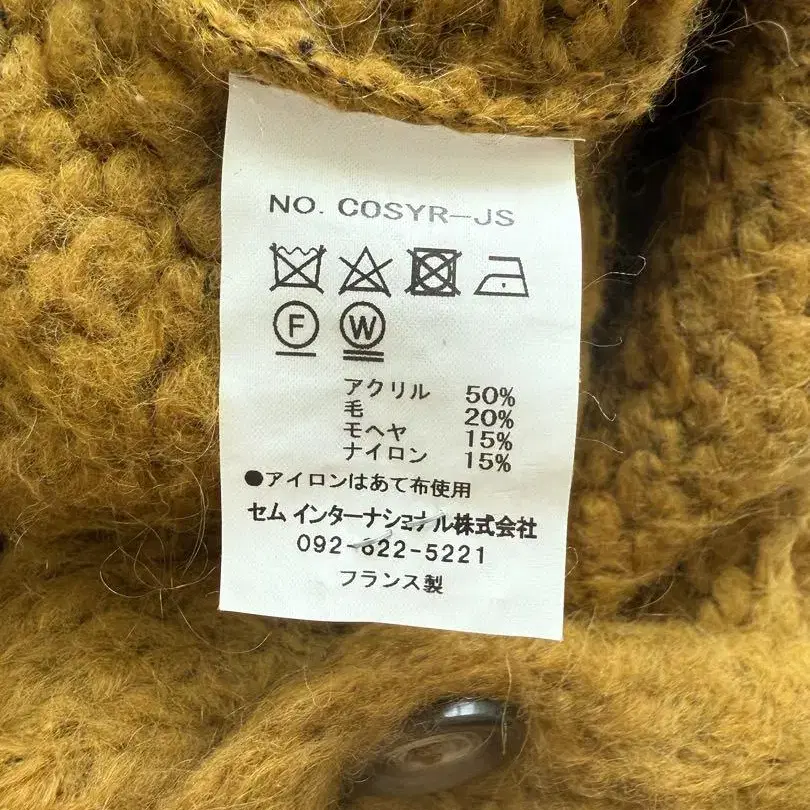 NO. COSYR-JS
F W
アクリル 50%
毛 20%
モヘヤ 15%
ナイロン 15%
●アイロンはあて布使用
セム インターナショナル株式会社
092-622-5221
フランス製